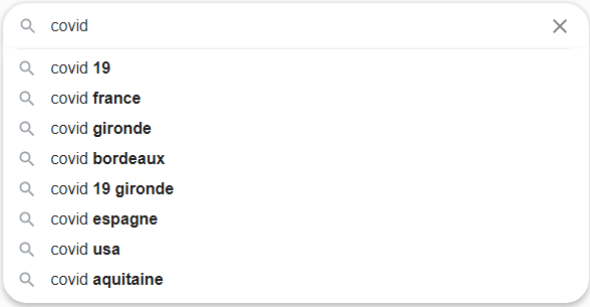 covid
covid 19
covid france
covid gironde
covid bordeaux
covid 19 gironde
covid espagne
covid usa
covid aquitaine